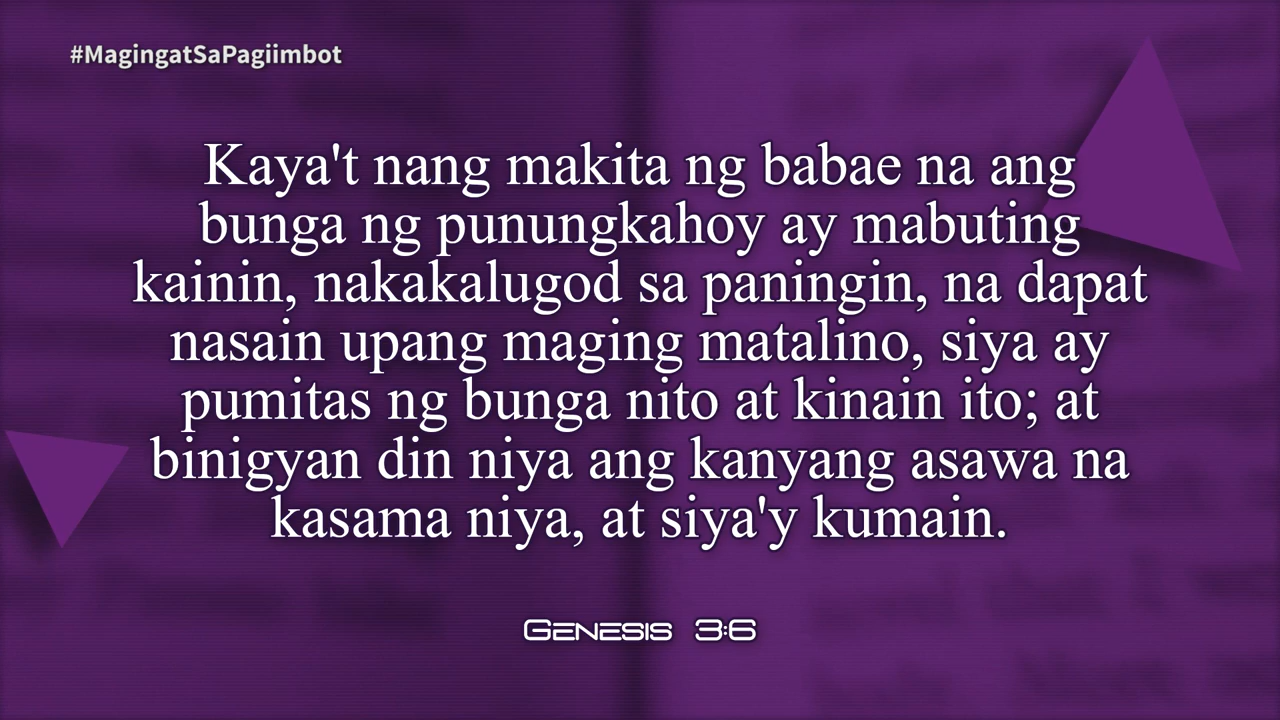 #MagingatSaPagiimbot
Kaya't nang makita ng babae na ang
bunga ng punungkahoy ay mabuting
kainin, nakakalugod sa paningin, na dapat
nasain upang maging matalino, siya ay
pumitas ng bunga nito at kinain ito; at
binigyan din niya ang kanyang asawa na
kasama niya, at siya'y kumain.
Genesis 3:6